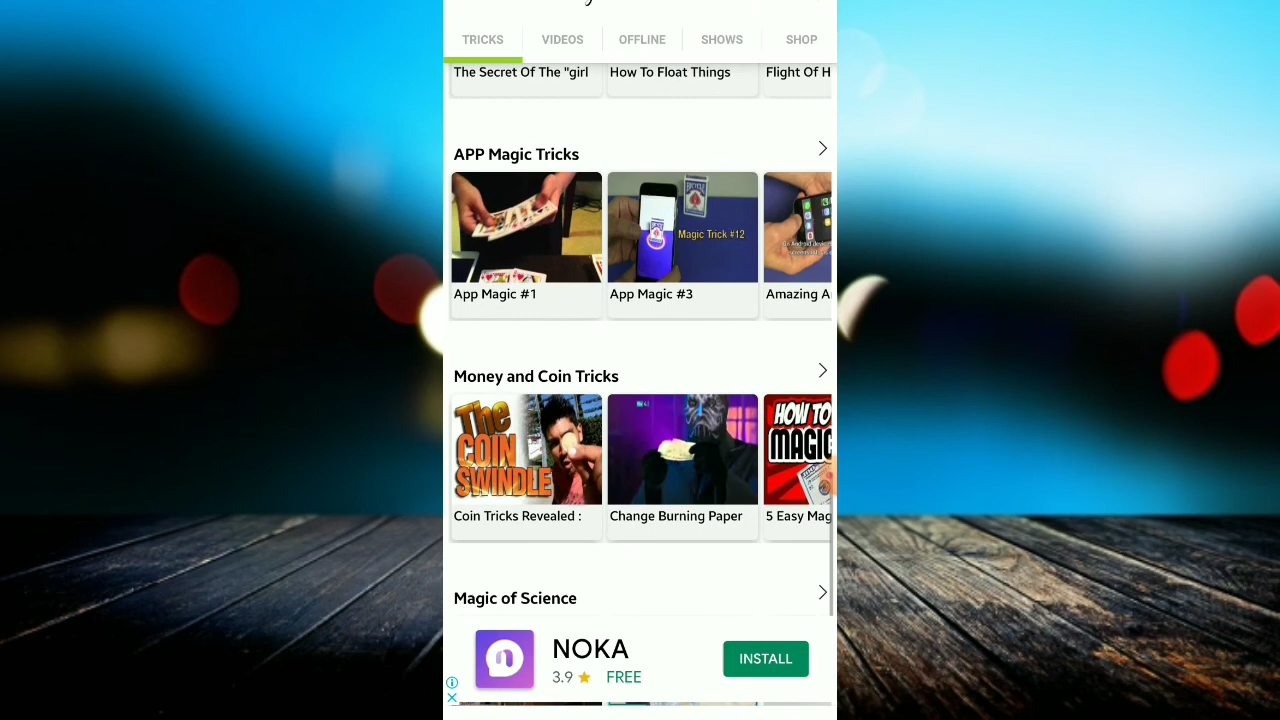 TRICKS VIDEOS OFFLINE SHOWS SHOP
The Secret Of The "girl How To Float Things Flight Of H
APP Magic Tricks
BICYCLE
Magic Trick #12
App Magic #1 App Magic #3 Amazing A
Money and Coin Tricks
The
COIN
SWINDLE
HOW TO
MAGIC
Coin Tricks Revealed : Change Burning Paper 5 Easy Mag
Magic of Science
NOKA
3.9 FREE
INSTALL